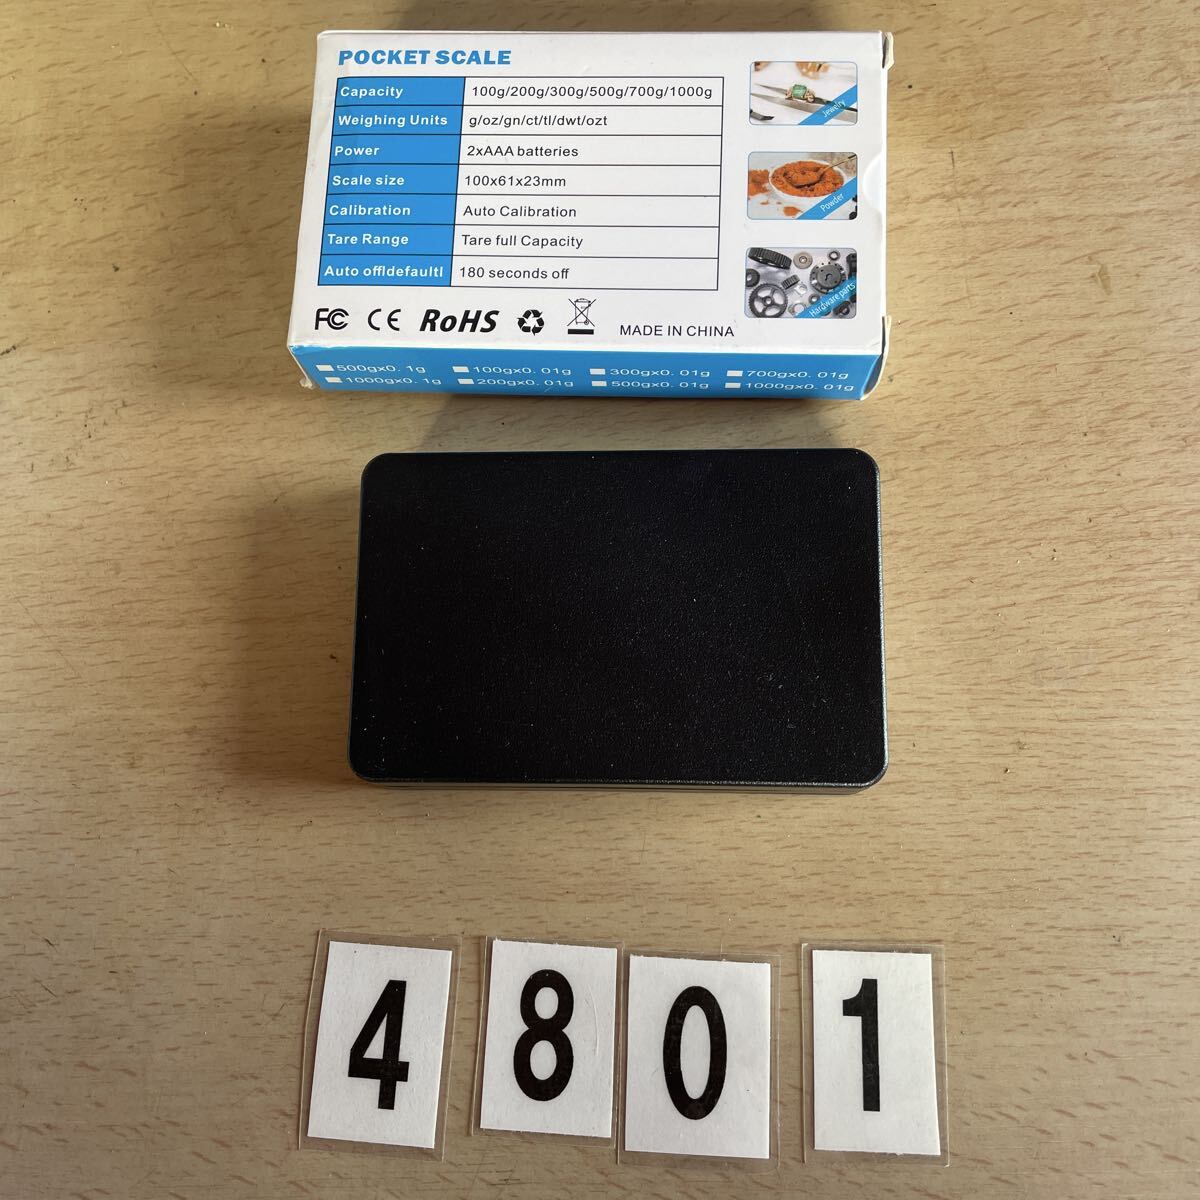 POCKET SCALE
Capacity 100g/200g/300g/500g/700g/1000g
Weighing Units g/oz/gn/ct/tl/dwt/ozt
Power 2xAAA batteries
Scale size 100x61x23mm
Calibration Auto Calibration
Tare Range Tare full Capacity
Auto offldefaultl 180 seconds off
Jewelry
Powder
Hardware parts
FC CE RoHS MADE IN CHINA
500gx0. 1g 100gx0. 01g 300gx0. 01g 700gx0. 01g
1000gx0. 1g 200gx0. 01g 500gx0. 01g 1000gx0. 01g
4 8 0 1